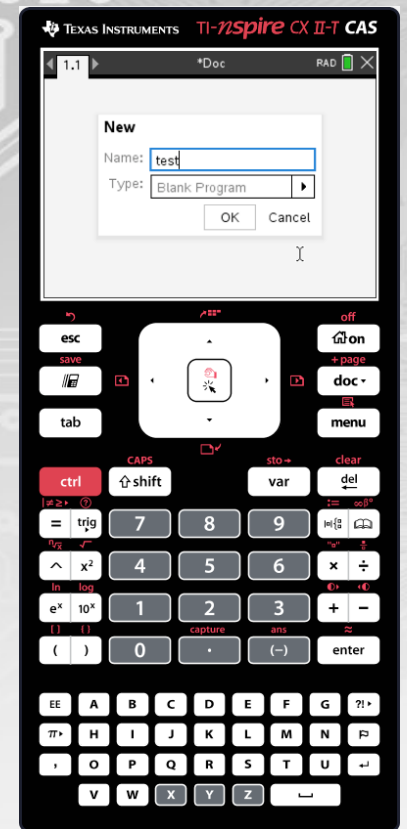 TEXAS INSTRUMENTS TI-nspire CX II-T CAS
1.1 *Doc RAD
New
Name: test
Type: Blank Program
OK Cancel
off
esc on
save + page
doc
tab menu
CAPS sto→ clear
ctrl shift var del
|≠≥▸ ? := ∞β°
= trig 7 8 9
ⁿ√x √ "□"
^ x² 4 5 6 × ÷
ln log
eˣ 10ˣ 1 2 3 + −
[ ] { } capture ans ≈
( ) 0 . (−) enter
EE A B C D E F G ?!▸
π▸ H I J K L M N
, O P Q R S T U ↵
V W X Y Z